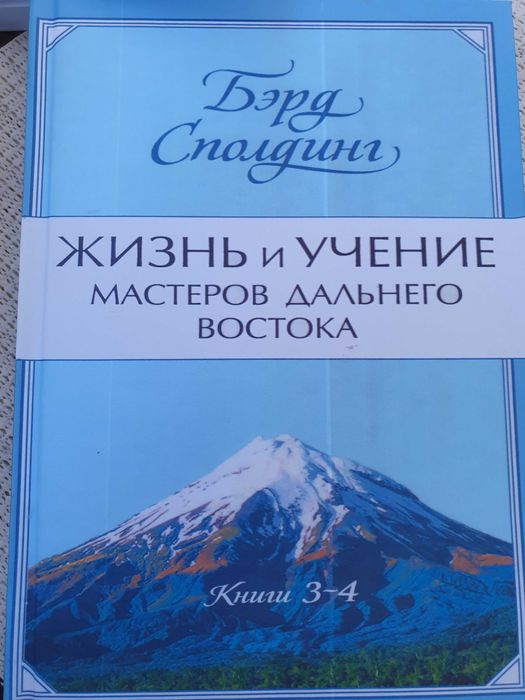 Бэрд
Сполдинг
ЖИЗНЬ и УЧЕНИЕ
МАСТЕРОВ ДАЛЬНЕГО
ВОСТОКА
Книги 3-4